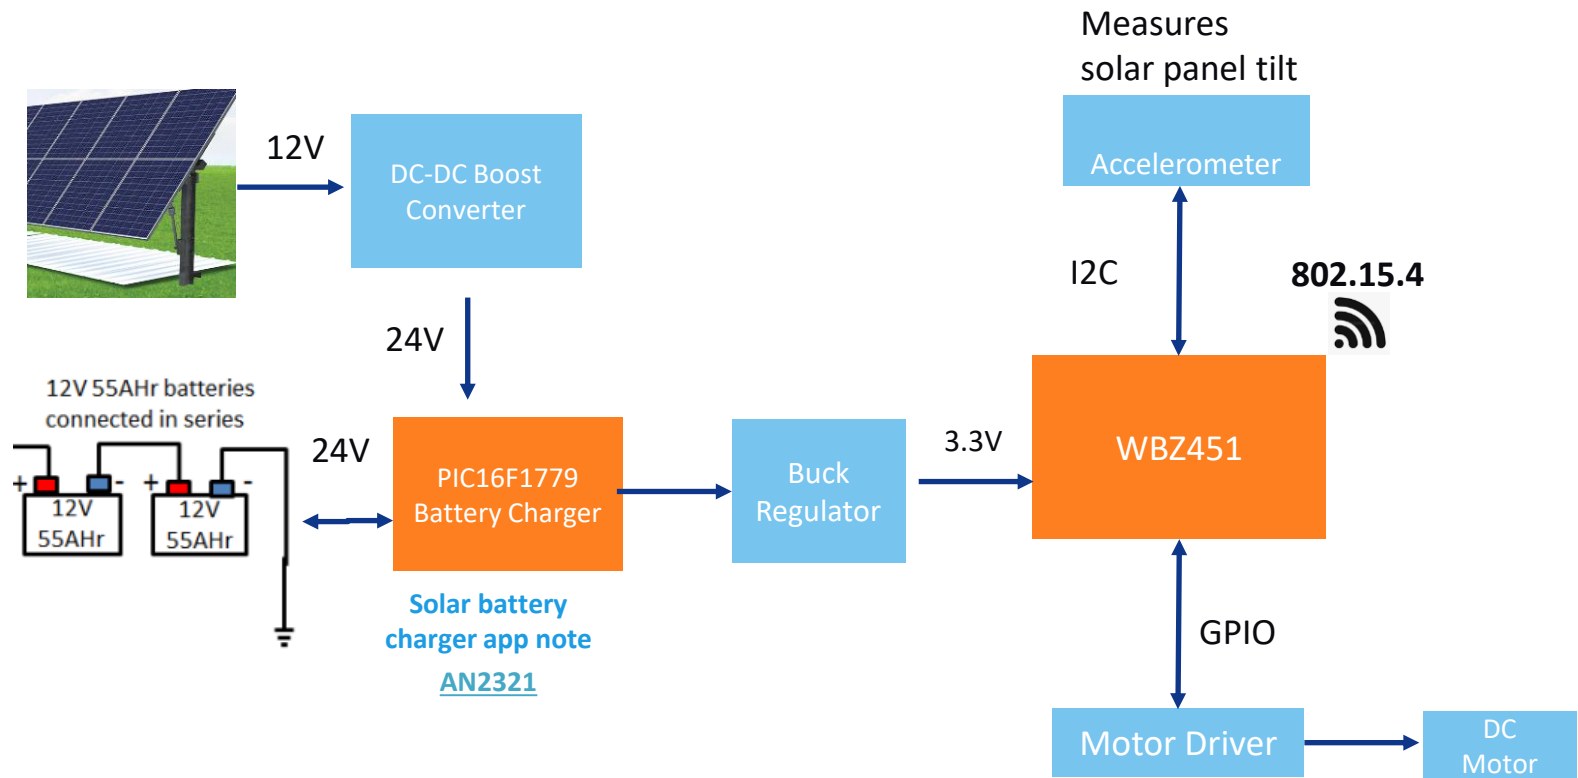 Measures
solar panel tilt
12V
DC-DC Boost
Converter
Accelerometer
I2C
802.15.4
24V
12V 55AHr batteries
connected in series
24V
+
-
+
-
12V
55AHr
12V
55AHr
PIC16F1779
Battery Charger
Buck
Regulator
3.3V
WBZ451
Solar battery
charger app note
AN2321
GPIO
Motor Driver
DC
Motor